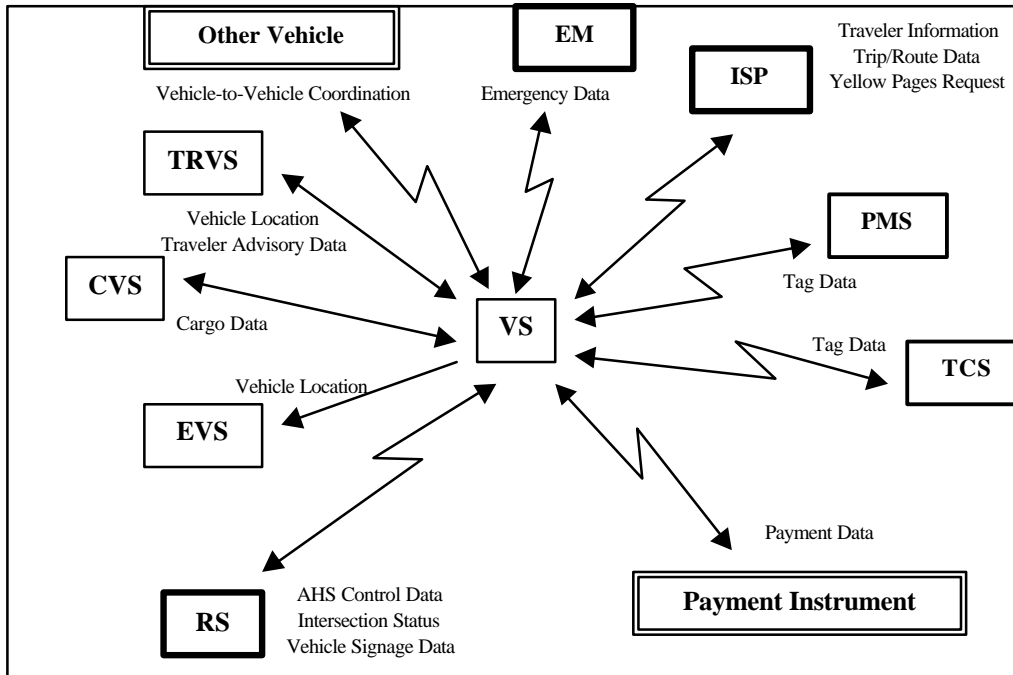 Other Vehicle
EM
Traveler Information
Trip/Route Data
Yellow Pages Request
ISP
Vehicle-to-Vehicle Coordination
Emergency Data
TRVS
Vehicle Location
Traveler Advisory Data
PMS
Tag Data
CVS
Cargo Data
VS
Tag Data
TCS
Vehicle Location
EVS
Payment Data
AHS Control Data
Intersection Status
Vehicle Signage Data
RS
Payment Instrument